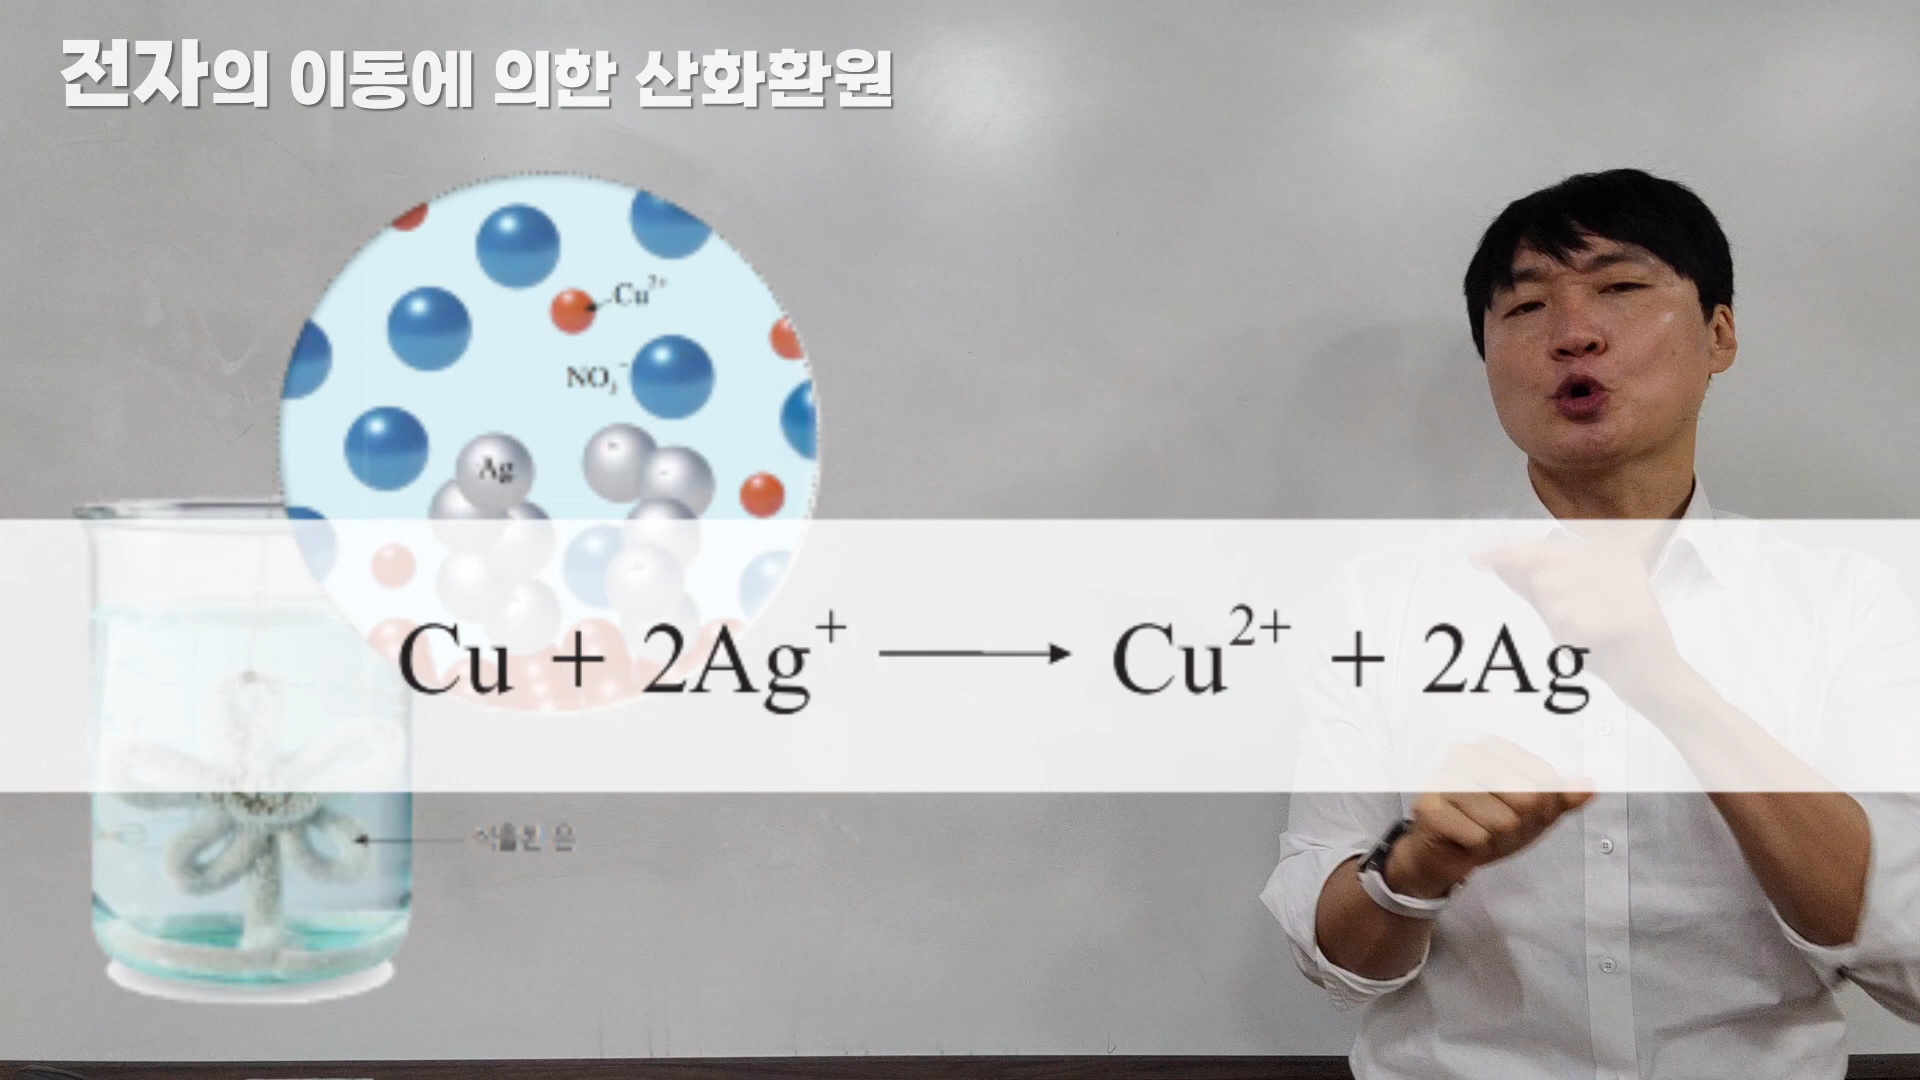 전자의 이동에 의한 산화환원
Cu²⁺
NO₃⁻
Ag
Cu + 2Ag⁺ ⟶ Cu²⁺ + 2Ag
석출된 은